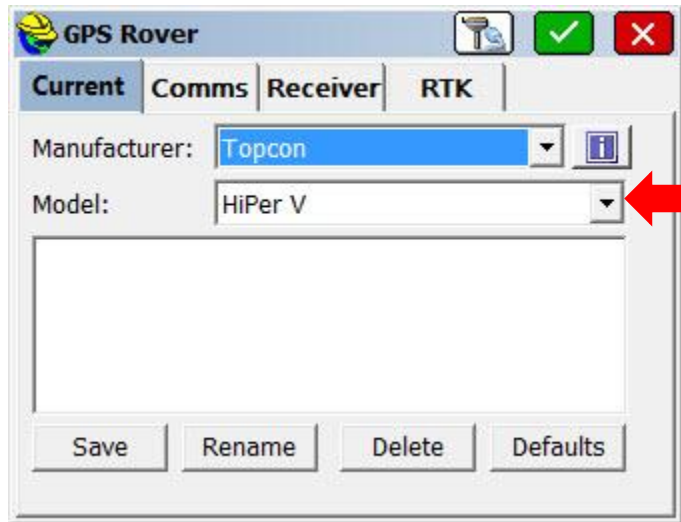 GPS Rover
Current Comms Receiver RTK
Manufacturer: Topcon
Model: HiPer V
Save Rename Delete Defaults